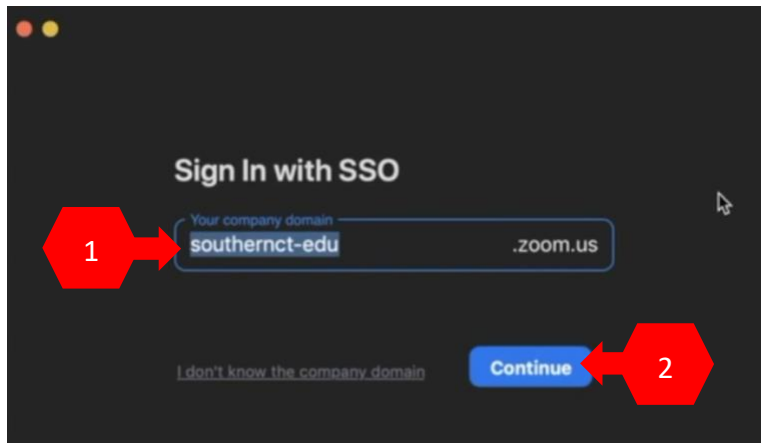 Sign In with SSO
Your company domain
1
southernct-edu .zoom.us
I don't know the company domain
Continue
2